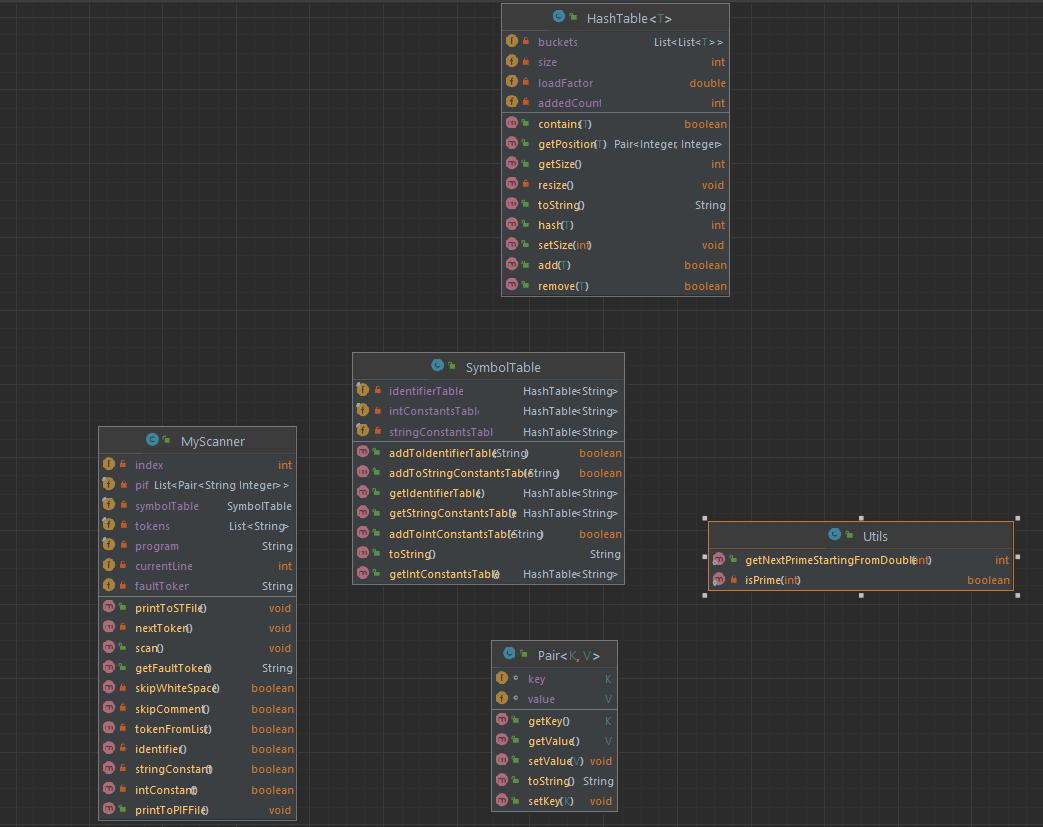 HashTable<T>
buckets List<List<T>>
size int
loadFactor double
addedCount int
contains(T) boolean
getPosition(T) Pair<Integer, Integer>
getSize() int
resize() void
toString() String
hash(T) int
setSize(int) void
add(T) boolean
remove(T) boolean
SymbolTable
identifierTable HashTable<String>
intConstantsTabl HashTable<String>
stringConstantsTabl HashTable<String>
addToIdentifierTable(String) boolean
addToStringConstantsTable(String) boolean
getIdentifierTable() HashTable<String>
getStringConstantsTable() HashTable<String>
addToIntConstantsTable(String) boolean
toString() String
getIntConstantsTable() HashTable<String>
MyScanner
index int
pif List<Pair<String Integer>>
symbolTable SymbolTable
tokens List<String>
program String
currentLine int
faultToker String
printToSTFile() void
nextToken() void
scan() void
getFaultToken() String
skipWhiteSpace() boolean
skipComment() boolean
tokenFromList() boolean
identifier() boolean
stringConstant() boolean
intConstant() boolean
printToPIFFile() void
Utils
getNextPrimeStartingFromDouble(int) int
isPrime(int) boolean
Pair<K, V>
key K
value V
getKey() K
getValue() V
setValue(V) void
toString() String
setKey(K) void